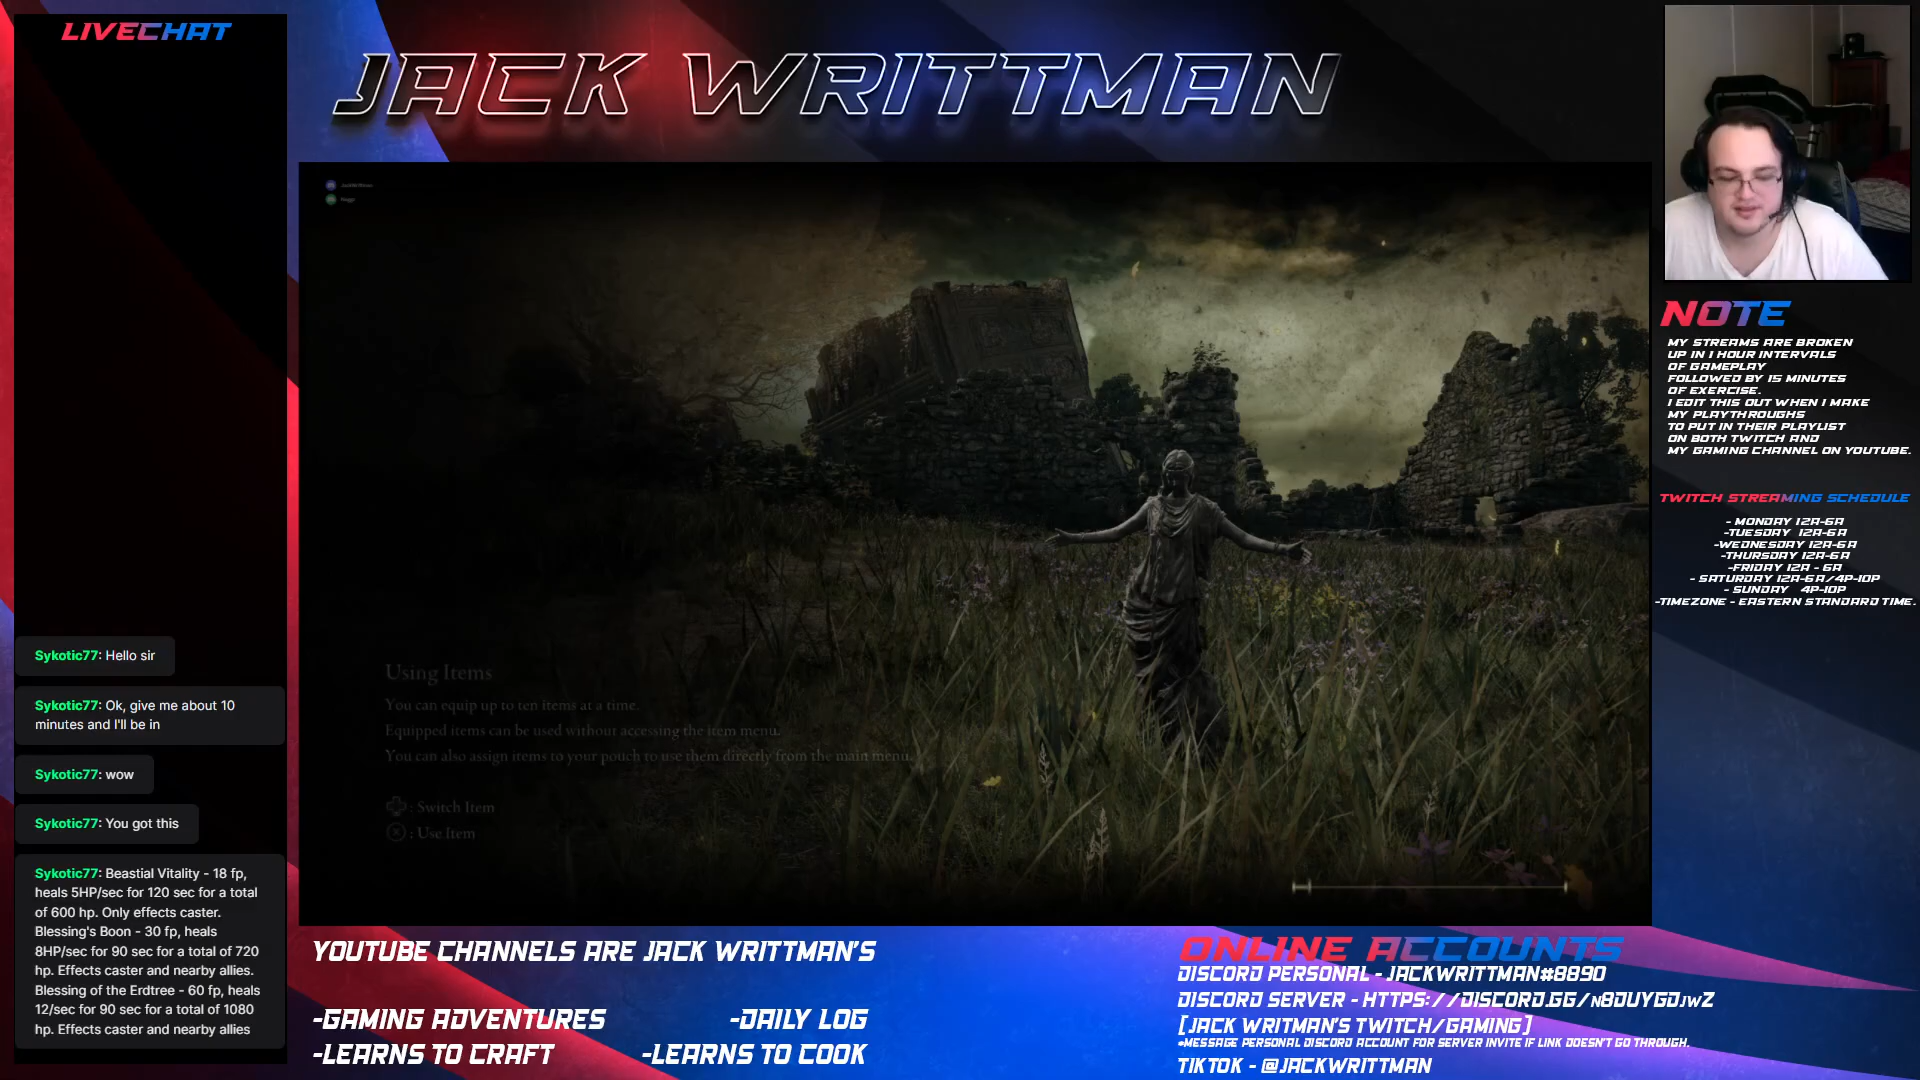 LIVECHAT
JACK WRITTMAN
Using Items
You can equip up to ten items at a time.
Equipped items can be used without accessing the item menu.
You can also assign items to your pouch to use them directly from the main menu.
: Switch Item
: Use Item
Sykotic77: Hello sir
Sykotic77: Ok, give me about 10
minutes and I'll be in
Sykotic77: wow
Sykotic77: You got this
Sykotic77: Beastial Vitality - 18 fp,
heals 5HP/sec for 120 sec for a total
of 600 hp. Only effects caster.
Blessing's Boon - 30 fp, heals
8HP/sec for 90 sec for a total of 720
hp. Effects caster and nearby allies.
Blessing of the Erdtree - 60 fp, heals
12/sec for 90 sec for a total of 1080
hp. Effects caster and nearby allies
NOTE
MY STREAMS ARE BROKEN
UP IN 1 HOUR INTERVALS
OF GAMEPLAY
FOLLOWED BY 15 MINUTES
OF EXERCISE.
I EDIT THIS OUT WHEN I MAKE
MY PLAYTHROUGHS
TO PUT IN THEIR PLAYLIST
ON BOTH TWITCH AND
MY GAMING CHANNEL ON YOUTUBE.
TWITCH STREAMING SCHEDULE
- MONDAY 12A-6A
-TUESDAY 12A-6A
-WEDNESDAY 12A-6A
-THURSDAY 12A-6A
-FRIDAY 12A - 6A
- SATURDAY 12A-6A/4P-10P
- SUNDAY 4P-10P
-TIMEZONE - EASTERN STANDARD TIME.
YOUTUBE CHANNELS ARE JACK WRITTMAN'S
-GAMING ADVENTURES -DAILY LOG
-LEARNS TO CRAFT -LEARNS TO COOK
ONLINE ACCOUNTS
DISCORD PERSONAL - JACKWRITTMAN#8890
DISCORD SERVER - HTTPS://DISCORD.GG/N8DUYGDJWZ
[JACK WRITMAN'S TWITCH/GAMING]
*MESSAGE PERSONAL DISCORD ACCOUNT FOR SERVER INVITE IF LINK DOESN'T GO THROUGH.
TIKTOK - @JACKWRITTMAN